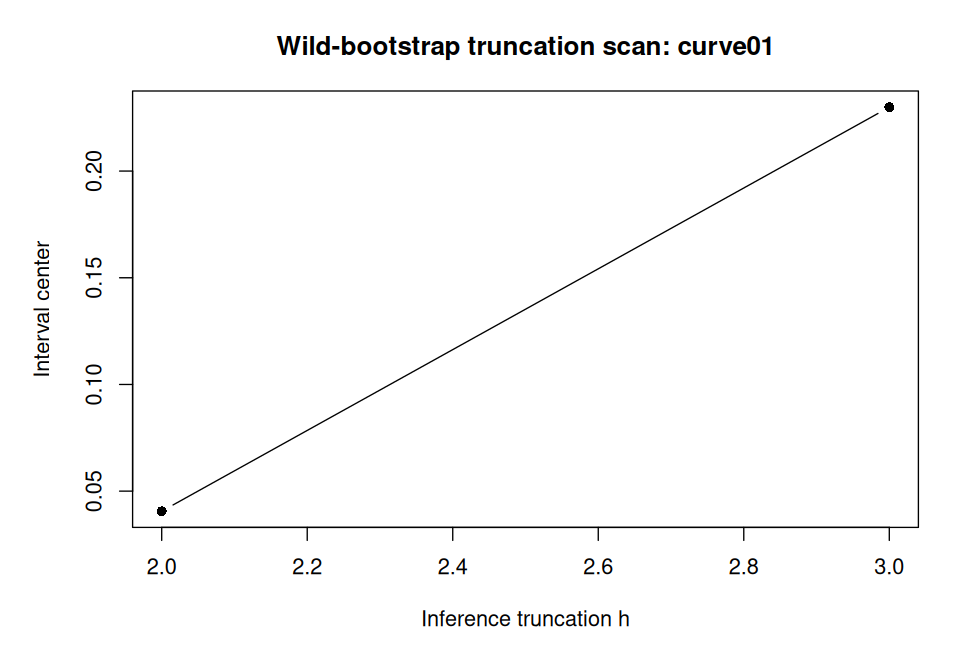 Wild-bootstrap truncation scan: curve01
Interval center
0.20
0.15
0.10
0.05
2.0 2.2 2.4 2.6 2.8 3.0
Inference truncation h